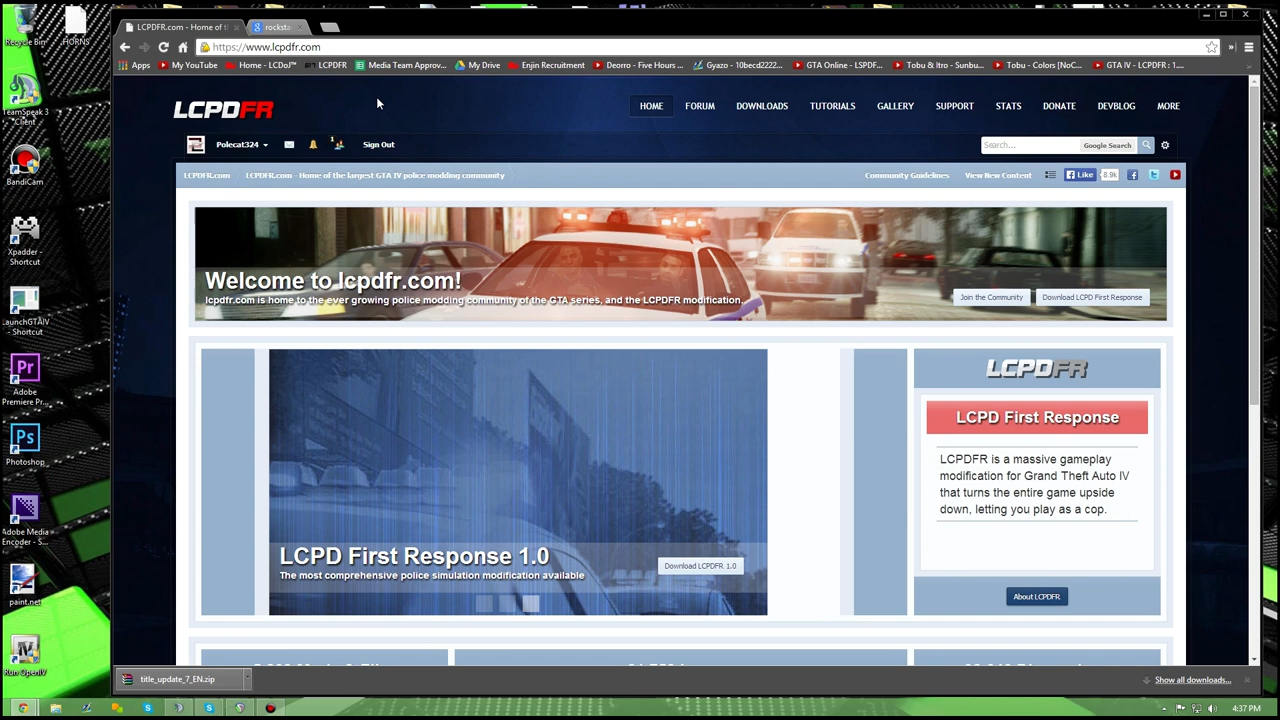 LCPDFR.com - Home of t
rocksta
https://www.lcpdfr.com
Apps
My YouTube
Home - LCDoJ™
LCPDFR
Media Team Approv...
My Drive
Enjin Recruitment
Deorro - Five Hours ...
Gyazo - 10becd2222...
GTA Online - LSPDF...
Tobu & Itro - Sunbu...
Tobu - Colors [NoC...
GTA IV - LCPDFR : 1....
LCPDFR
HOME
FORUM
DOWNLOADS
TUTORIALS
GALLERY
SUPPORT
STATS
DONATE
DEVBLOG
MORE
Polecat324
1
Sign Out
Search...
Google Search
LCPDFR.com
LCPDFR.com - Home of the largest GTA IV police modding community
Community Guidelines
View New Content
Like
8.9k
Welcome to lcpdfr.com!
lcpdfr.com is home to the ever growing police modding community of the GTA series, and the LCPDFR modification.
Join the Community
Download LCPD First Response
LCPD First Response 1.0
The most comprehensive police simulation modification available
Download LCPDFR 1.0
LCPDFR
LCPD First Response
LCPDFR is a massive gameplay
modification for Grand Theft Auto IV
that turns the entire game upside
down, letting you play as a cop.
About LCPDFR
title_update_7_EN.zip
Show all downloads...
4:37 PM
Recycle Bin
HORNS
TeamSpeak 3
Client
BandiCam
Xpadder -
Shortcut
LaunchGTAIV
- Shortcut
Adobe
Premiere Pr...
Photoshop
Adobe Media
Encoder - S...
paint.net
Run OpenIV